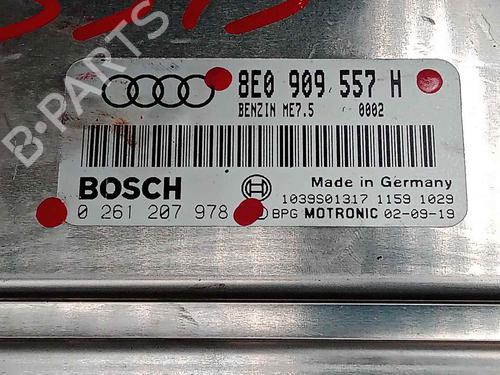 8E0 909 557 H
BENZIN ME7.5 0002
BOSCH
Made in Germany
0 261 207 978
1039S01317 1159 1029
BPG MOTRONIC 02-09-19
B-PARTS